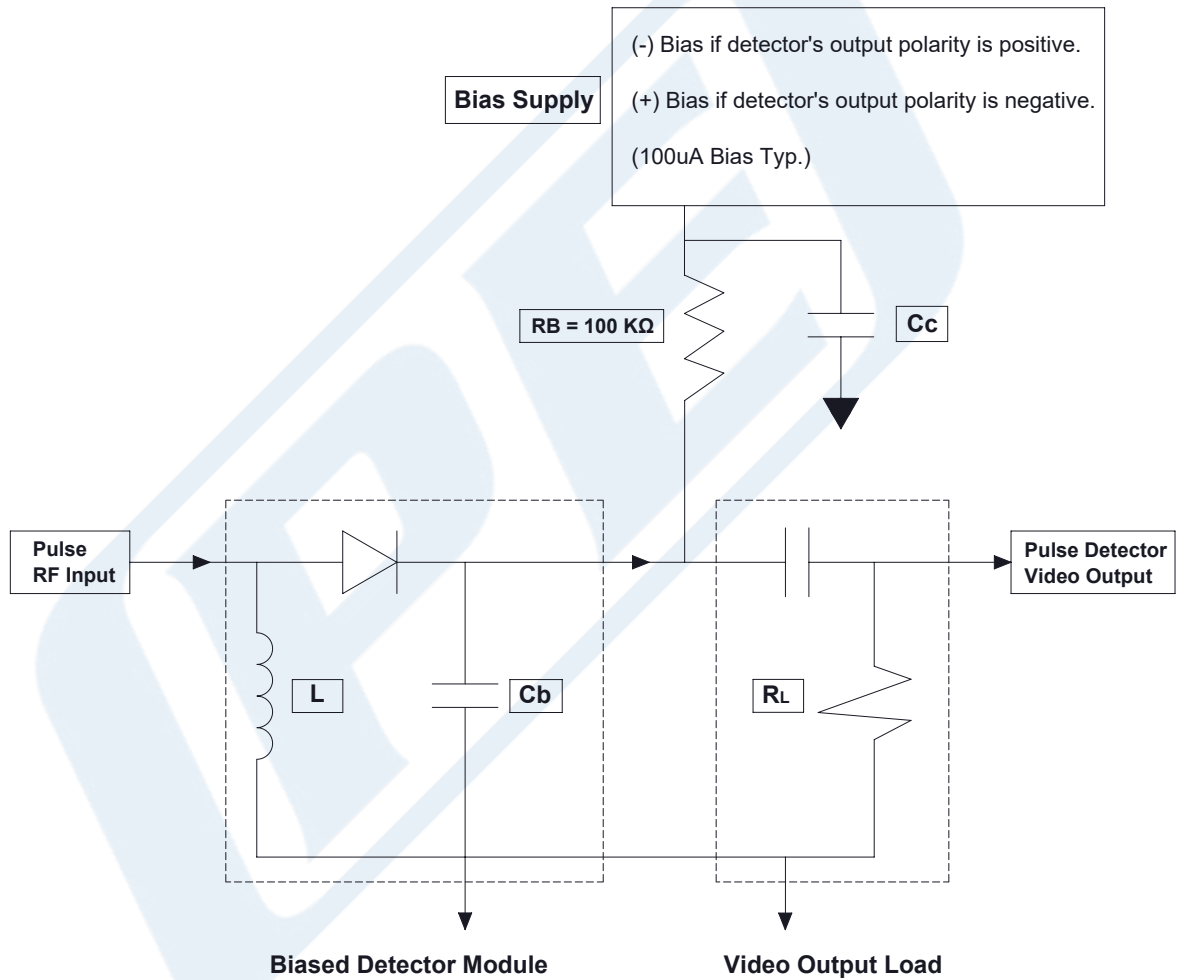 (-) Bias if detector's output polarity is positive.
Bias Supply
(+) Bias if detector's output polarity is negative.
(100uA Bias Typ.)
RB = 100 KΩ
Cc
Pulse
RF Input
Pulse Detector
Video Output
L
Cb
RL
Biased Detector Module
Video Output Load
PE